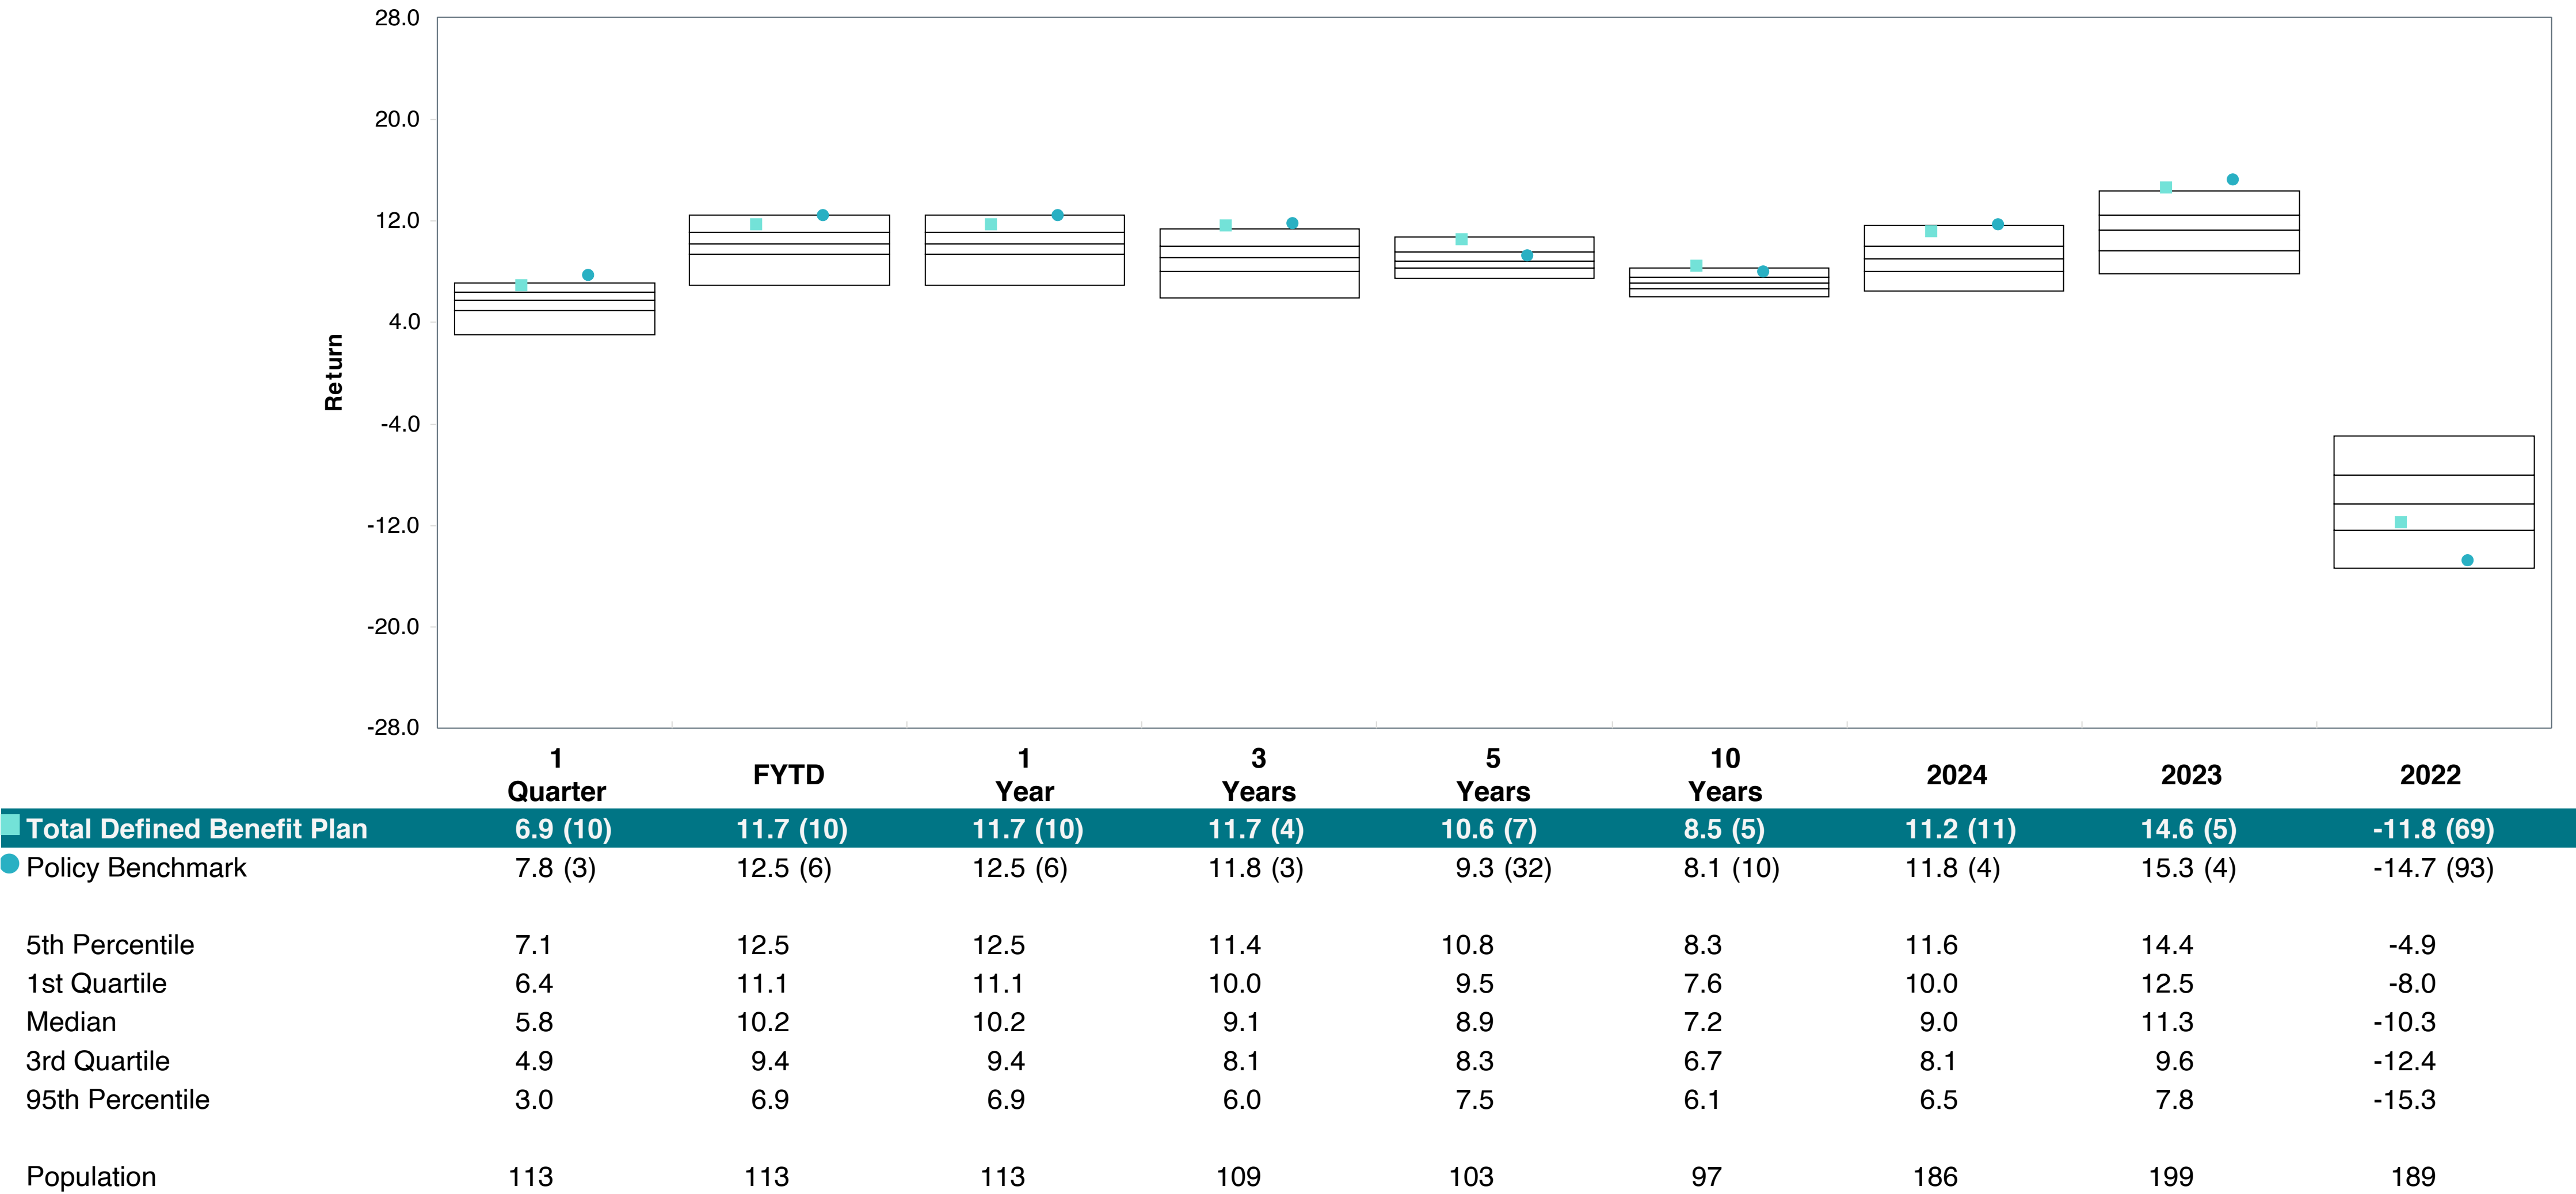 28.0
20.0
12.0
4.0
-4.0
-12.0
-20.0
-28.0
Return
1 Quarter FYTD 1 Year 3 Years 5 Years 10 Years 2024 2023 2022
Total Defined Benefit Plan 6.9 (10) 11.7 (10) 11.7 (10) 11.7 (4) 10.6 (7) 8.5 (5) 11.2 (11) 14.6 (5) -11.8 (69)
Policy Benchmark 7.8 (3) 12.5 (6) 12.5 (6) 11.8 (3) 9.3 (32) 8.1 (10) 11.8 (4) 15.3 (4) -14.7 (93)
5th Percentile 7.1 12.5 12.5 11.4 10.8 8.3 11.6 14.4 -4.9
1st Quartile 6.4 11.1 11.1 10.0 9.5 7.6 10.0 12.5 -8.0
Median 5.8 10.2 10.2 9.1 8.9 7.2 9.0 11.3 -10.3
3rd Quartile 4.9 9.4 9.4 8.1 8.3 6.7 8.1 9.6 -12.4
95th Percentile 3.0 6.9 6.9 6.0 7.5 6.1 6.5 7.8 -15.3
Population 113 113 113 109 103 97 186 199 189